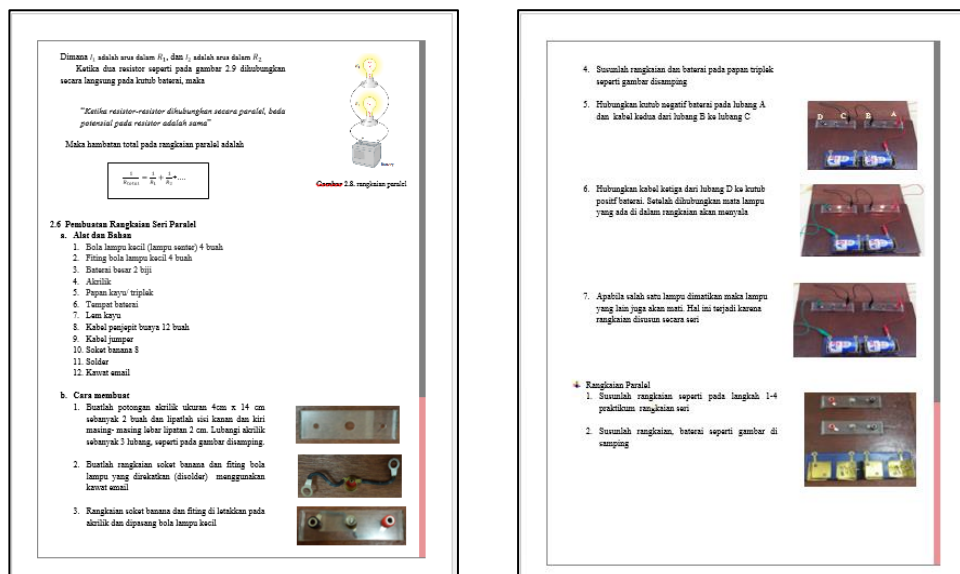 Dimana I₁ adalah arus dalam R₁, dan I₂ adalah arus dalam R₂
Ketika dua resistor seperti pada gambar 2.9 dihubungkan
secara langsung pada kutub baterai, maka
"Ketika resistor-resistor dihubungkan secara paralel, beda
potensial pada resistor adalah sama"
Maka hambatan total pada rangkaian paralel adalah
1/R_total = 1/R₁ + 1/R₂ +....
Battery
Gambar 2.8. rangkaian paralel
2.6 Pembuatan Rangkaian Seri Paralel
a. Alat dan Bahan
1. Bola lampu kecil (lampu senter) 4 buah
2. Fiting bola lampu kecil 4 buah
3. Baterai besar 2 biji
4. Akrilik
5. Papan kayu/ triplek
6. Tempat baterai
7. Lem kayu
8. Kabel penjepit buaya 12 buah
9. Kabel jumper
10. Soket banana 8
11. Solder
12. Kawat email
b. Cara membuat
1. Buatlah potongan akrilik ukuran 4cm x 14 cm
sebanyak 2 buah dan lipatlah sisi kanan dan kiri
masing- masing lebar lipatan 2 cm. Lubangi akrilik
sebanyak 3 lubang, seperti pada gambar disamping.
2. Buatlah rangkaian soket banana dan fiting bola
lampu yang direkatkan (disolder) menggunakan
kawat email
3. Rangkaian soket banana dan fiting di letakkan pada
akrilik dan dipasang bola lampu kecil
4. Susunlah rangkaian dan baterai pada papan triplek
seperti gambar disamping
5. Hubungkan kutub negatif baterai pada lubang A
dan kabel kedua dari lubang B ke lubang C
D C B A
6. Hubungkan kabel ketiga dari lubang D ke kutub
positf baterai. Setelah dihubungkan mata lampu
yang ada di dalam rangkaian akan menyala
7. Apabila salah satu lampu dimatikan maka lampu
yang lain juga akan mati. Hal ini terjadi karena
rangkaian disusun secara seri
Rangkaian Paralel
1. Susunlah rangkaian seperti pada langkah 1-4
praktikum rangkaian seri
2. Susunlah rangkaian, baterai seperti gambar di
samping